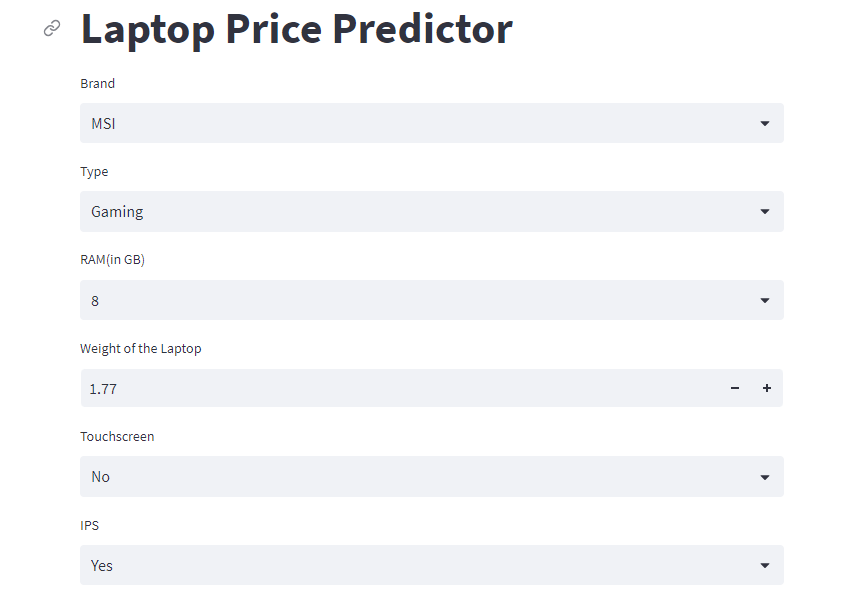 Laptop Price Predictor
Brand
MSI
Type
Gaming
RAM(in GB)
8
Weight of the Laptop
1.77
Touchscreen
No
IPS
Yes